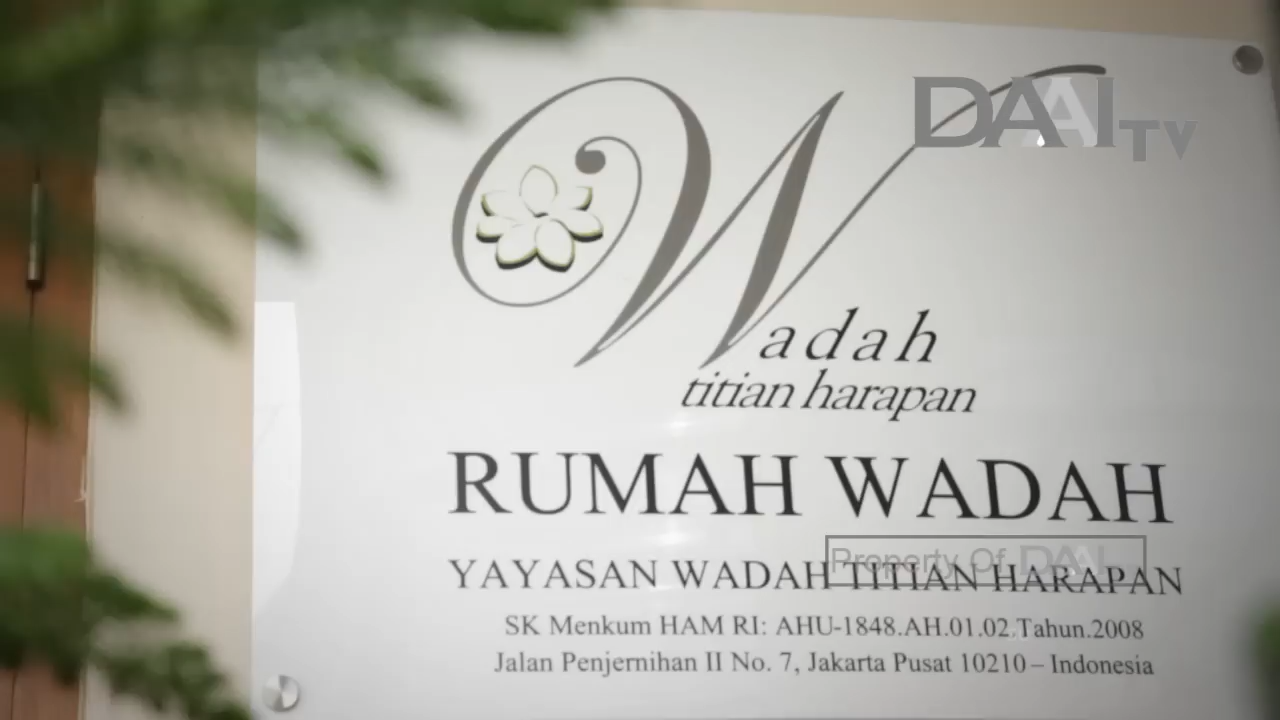 DAAI TV
Wadah
titian harapan
RUMAH WADAH
Property Of DAAI
YAYASAN WADAH TITIAN HARAPAN
SK Menkum HAM RI: AHU-1848.AH.01.02.Tahun.2008
Jalan Penjernihan II No. 7, Jakarta Pusat 10210 – Indonesia